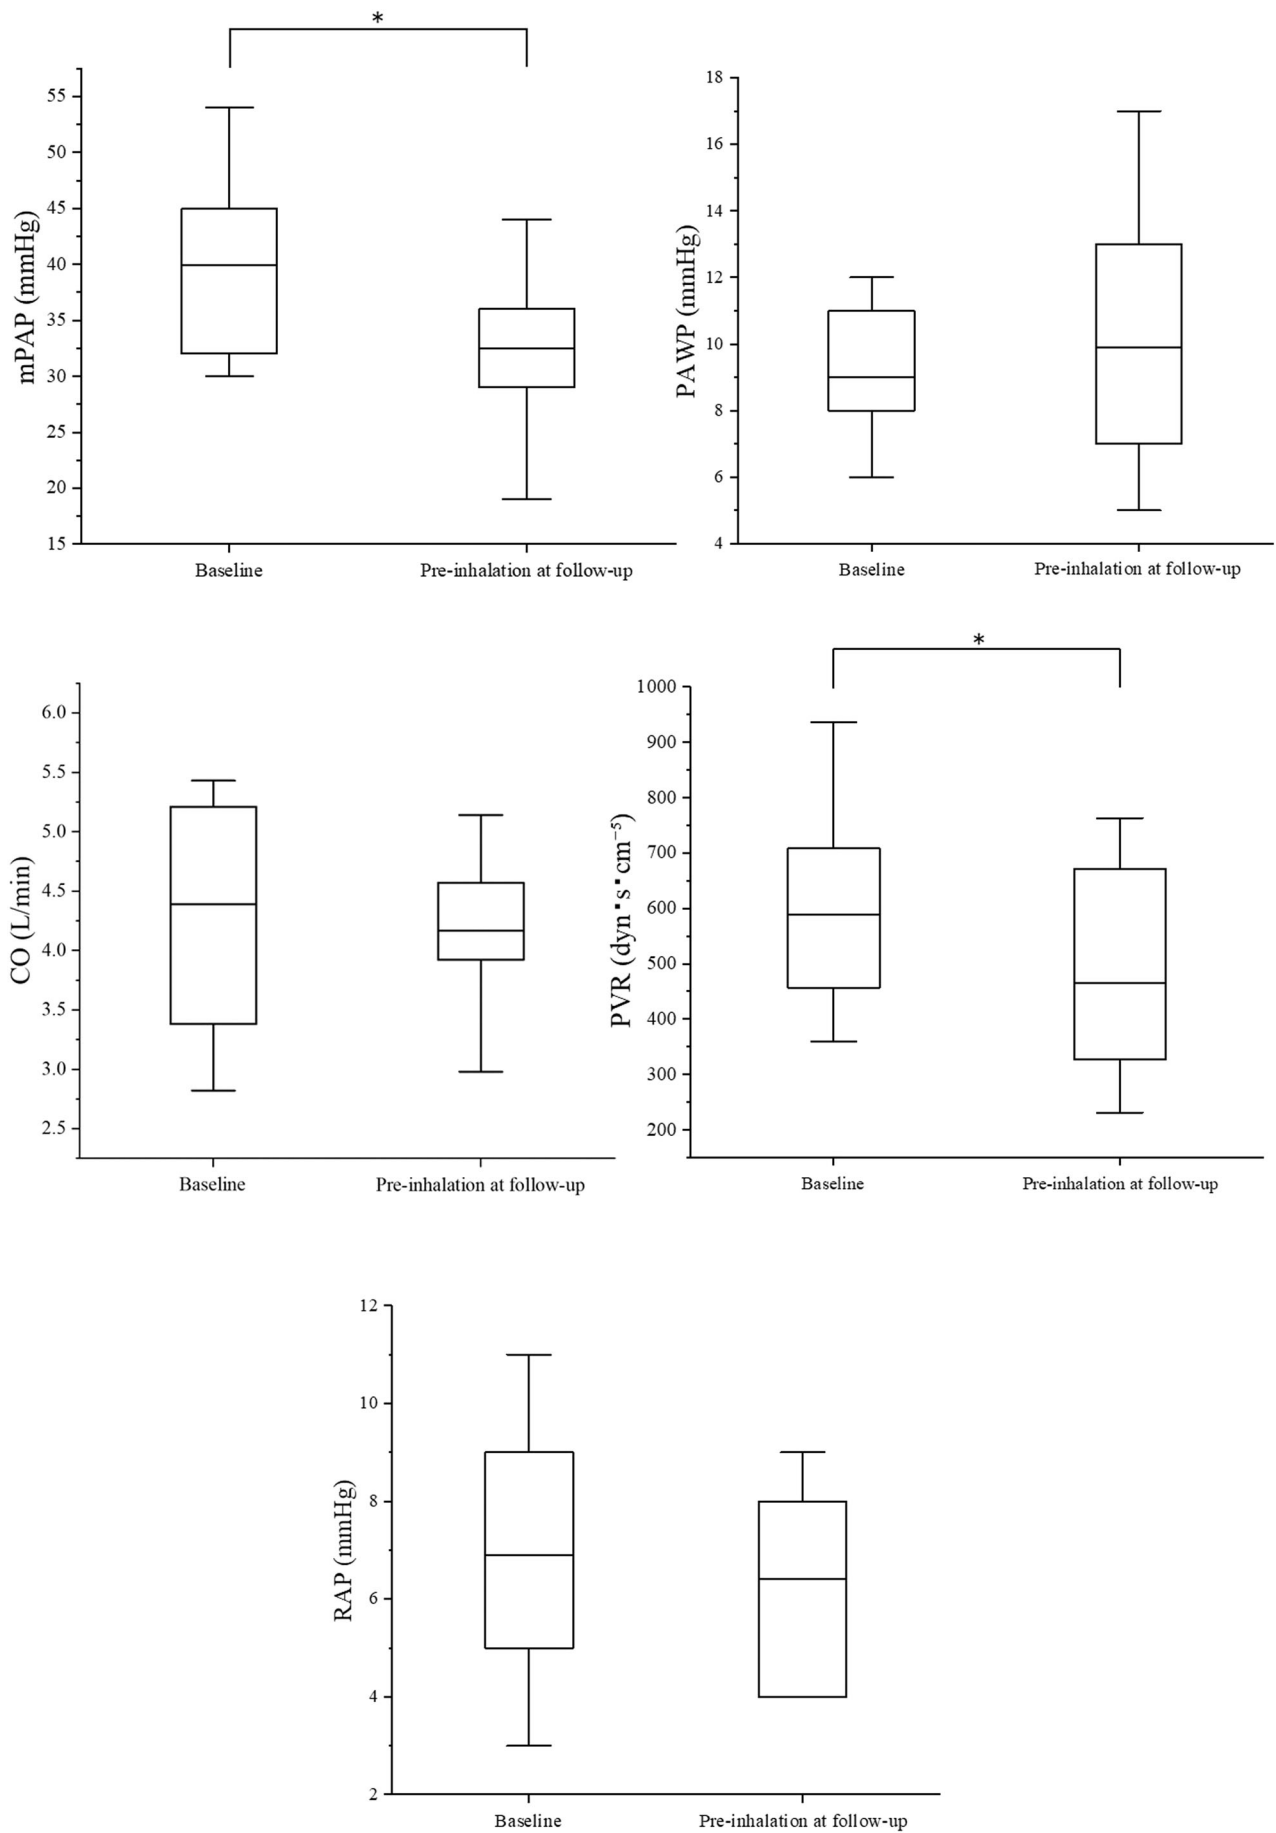 *
mPAP (mmHg)
55
50
45
40
35
30
25
20
15
Baseline
Pre-inhalation at follow-up
PAWP (mmHg)
18
16
14
12
10
8
6
4
Baseline
Pre-inhalation at follow-up
CO (L/min)
6.0
5.5
5.0
4.5
4.0
3.5
3.0
2.5
Baseline
Pre-inhalation at follow-up
*
PVR (dyn▪s▪cm⁻⁵)
1000
900
800
700
600
500
400
300
200
Baseline
Pre-inhalation at follow-up
RAP (mmHg)
12
10
8
6
4
2
Baseline
Pre-inhalation at follow-up